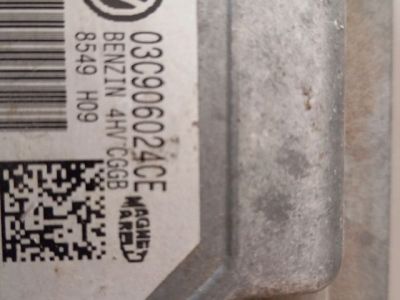 03C906024CE
BENZIN 4HV'CGGB
8549 H09
MAGNETI
MARELLI